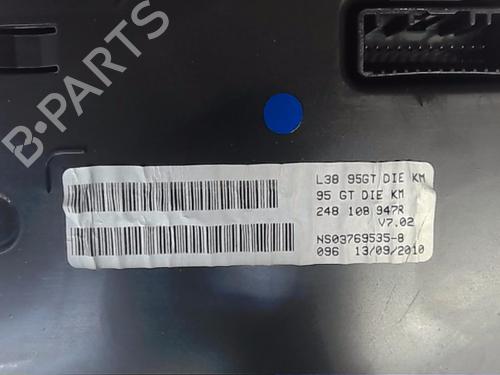 B-PARTS
L38 95GT DIE KM
95 GT DIE KM
248 108 947R
V7.02
NS03769535-8
096 13/09/2010